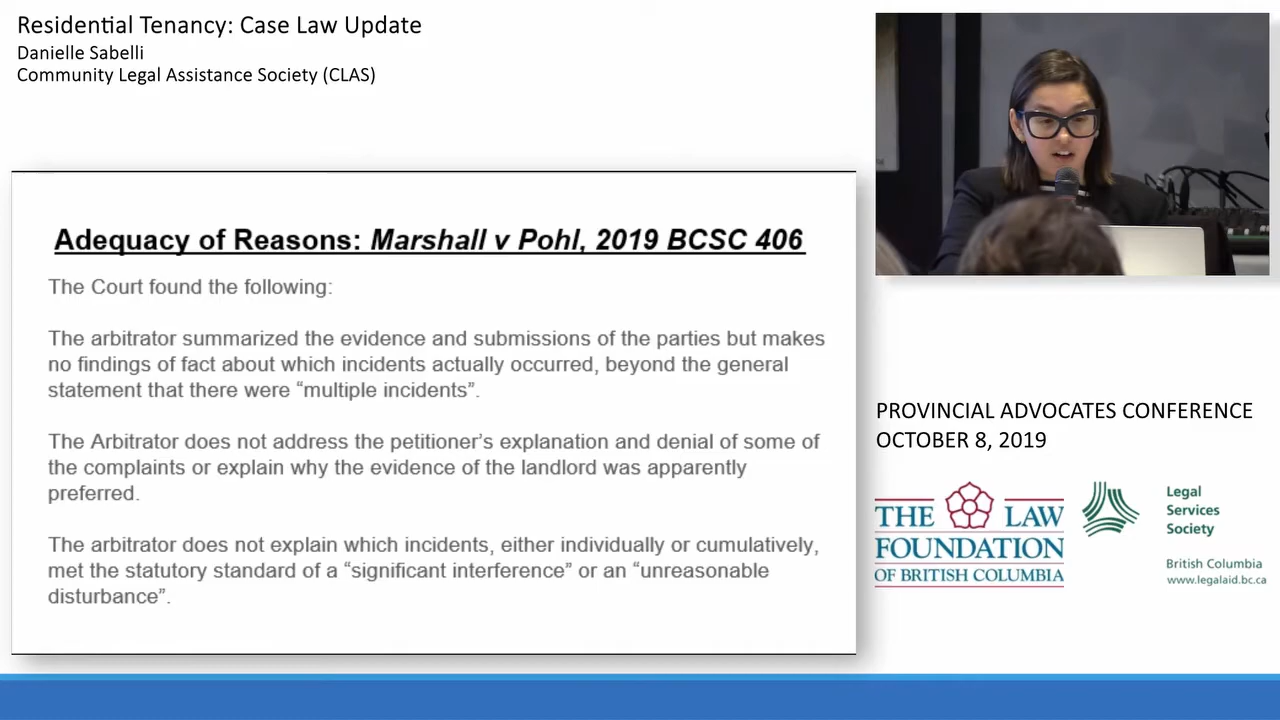 Residential Tenancy: Case Law Update
Danielle Sabelli
Community Legal Assistance Society (CLAS)
Adequacy of Reasons: Marshall v Pohl, 2019 BCSC 406
The Court found the following:
The arbitrator summarized the evidence and submissions of the parties but makes
no findings of fact about which incidents actually occurred, beyond the general
statement that there were “multiple incidents”.
The Arbitrator does not address the petitioner’s explanation and denial of some of
the complaints or explain why the evidence of the landlord was apparently
preferred.
The arbitrator does not explain which incidents, either individually or cumulatively,
met the statutory standard of a “significant interference” or an “unreasonable
disturbance”.
PROVINCIAL ADVOCATES CONFERENCE
OCTOBER 8, 2019
THE LAW
FOUNDATION
OF BRITISH COLUMBIA
Legal
Services
Society
British Columbia
www.legalaid.bc.ca